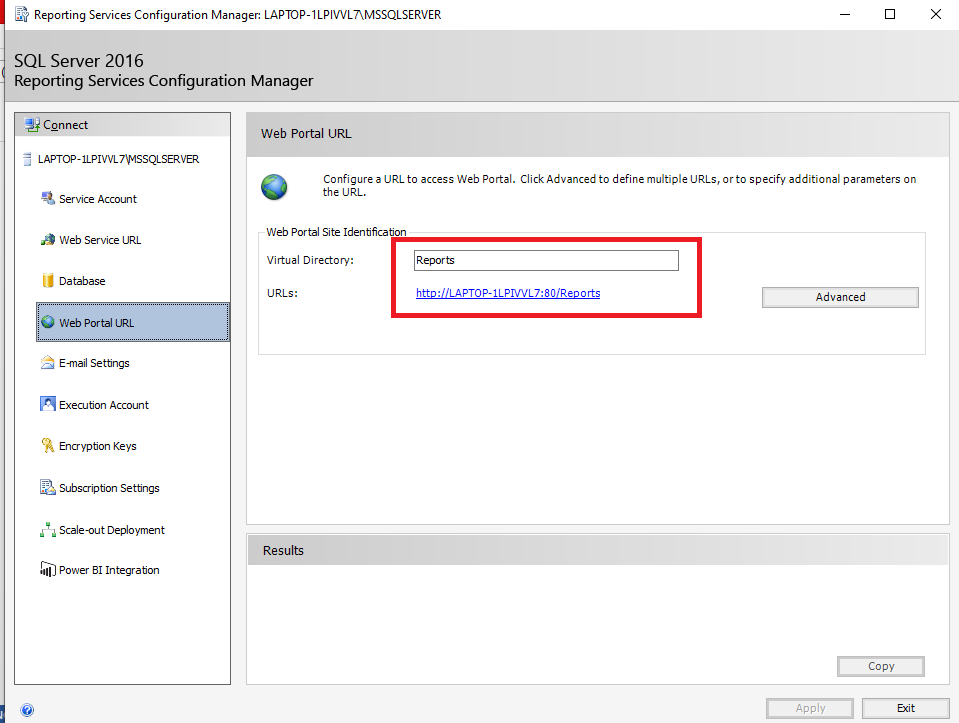 Reporting Services Configuration Manager: LAPTOP-1LPIVVL7\MSSQLSERVER
SQL Server 2016
Reporting Services Configuration Manager
Connect
LAPTOP-1LPIVVL7\MSSQLSERVER
Service Account
Web Service URL
Database
Web Portal URL
E-mail Settings
Execution Account
Encryption Keys
Subscription Settings
Scale-out Deployment
Power BI Integration
Web Portal URL
Configure a URL to access Web Portal. Click Advanced to define multiple URLs, or to specify additional parameters on
the URL.
Web Portal Site Identification
Virtual Directory: Reports
URLs: http://LAPTOP-1LPIVVL7:80/Reports
Advanced
Results
Copy
Apply Exit